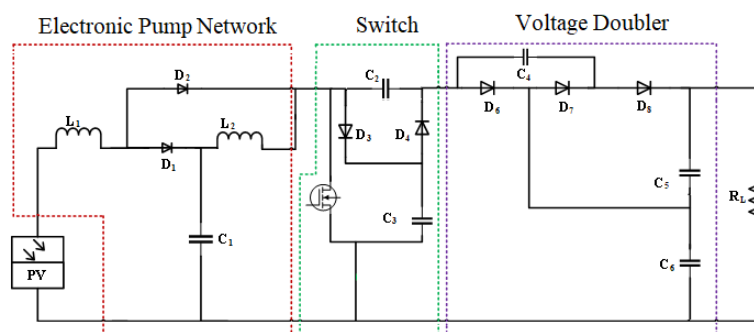 Electronic Pump Network
Switch
Voltage Doubler
D₂
C₂
C₄
L₁
L₂
D₁
D₃
D₄
D₆
D₇
D₈
C₁
C₃
C₅
R_L
C₆
PV